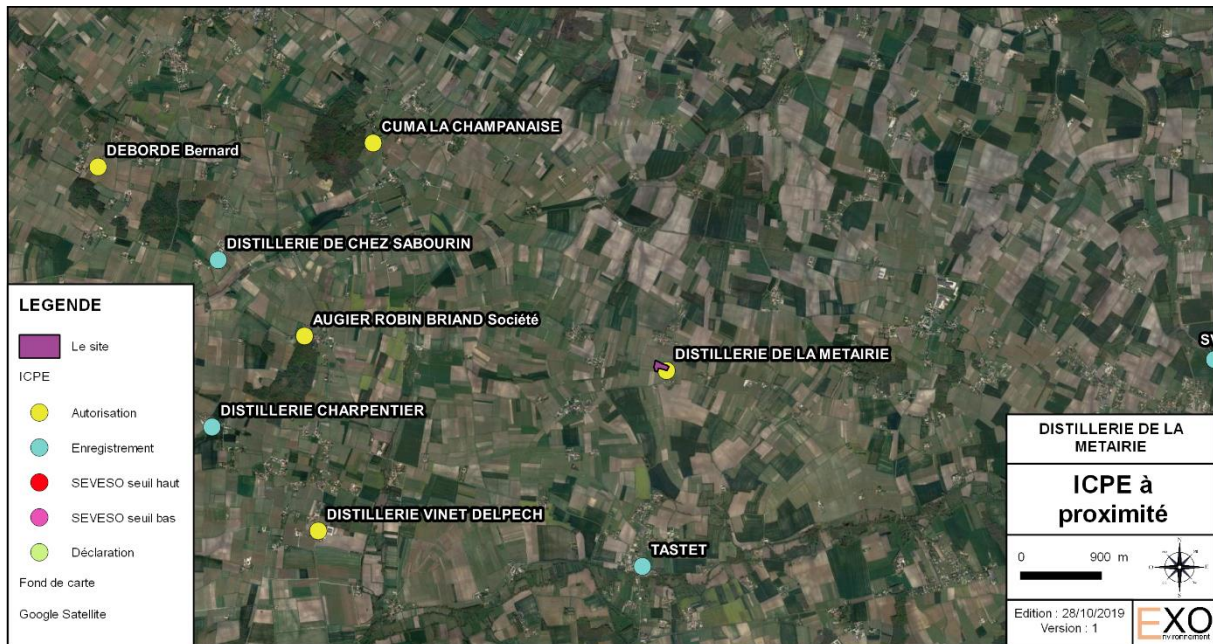 CUMA LA CHAMPANAISE
DEBORDE Bernard
DISTILLERIE DE CHEZ SABOURIN
AUGIER ROBIN BRIAND Société
DISTILLERIE DE LA METAIRIE
DISTILLERIE CHARPENTIER
DISTILLERIE VINET DELPECH
TASTET
LEGENDE
Le site
ICPE
Autorisation
Enregistrement
SEVESO seuil haut
SEVESO seuil bas
Déclaration
Fond de carte
Google Satellite
DISTILLERIE DE LA
METAIRIE
ICPE à
proximité
0 900 m
Edition : 28/10/2019
Version : 1
EXO
nvironnement